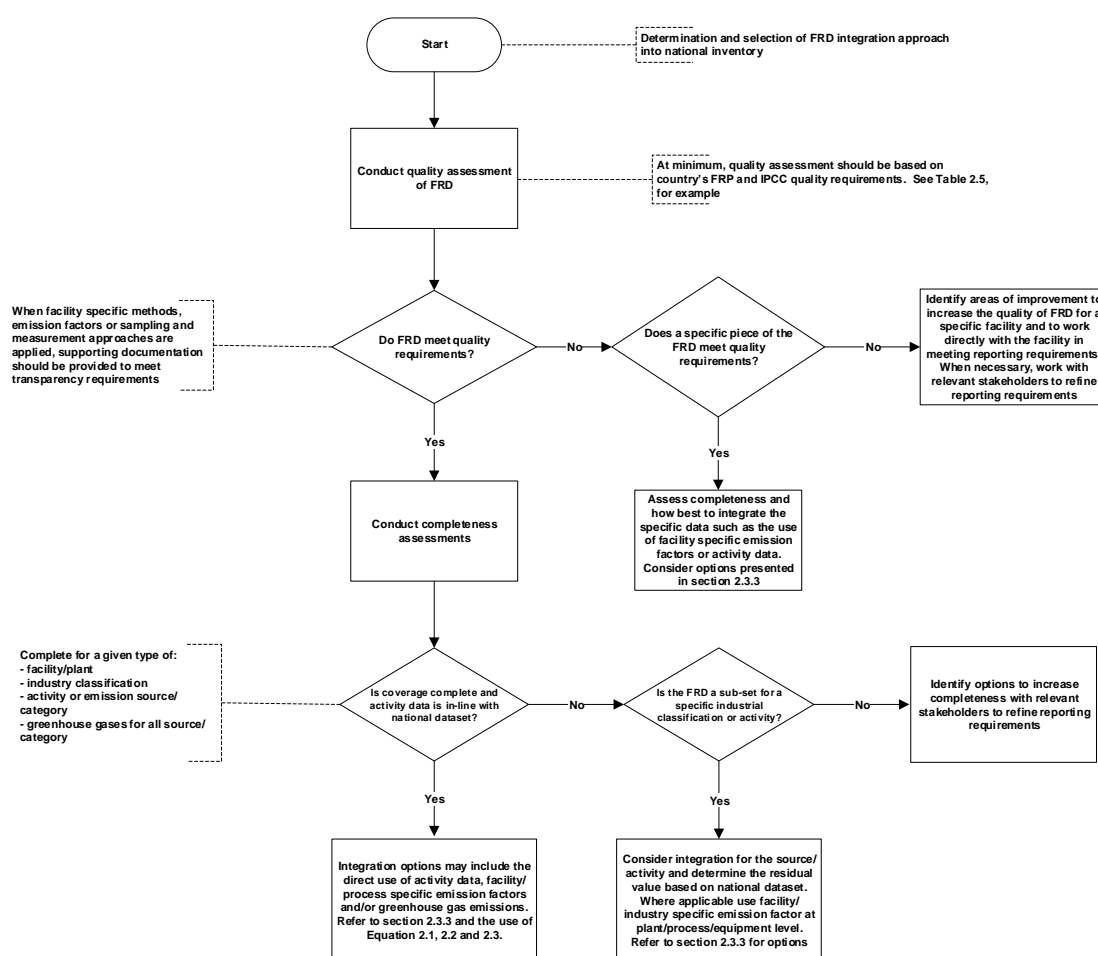 Start
Determination and selection of FRD integration approach
into national inventory
Conduct quality assessment
of FRD
At minimum, quality assessment should be based on
country's FRP and IPCC quality requirements.  See Table 2.5,
for example
When facility specific methods,
emission factors or sampling and
measurement approaches are
applied, supporting documentation
should be provided to meet
transparency requirements
Do FRD meet quality
requirements?
No
Does a specific piece of the
FRD meet quality
requirements?
No
Identify areas of improvement
increase the quality of FRD for
specific facility and to work
directly with the facility in
meeting reporting requirements
When necessary, work with
relevant stakeholders to refine
reporting requirements
Yes
Yes
Conduct completeness
assessments
Assess completeness and
how best to integrate the
specific data such as the use
of facility specific emission
factors or activity data.
Consider options presented
in section 2.3.3
Complete for a given type of:
- facility/plant
- industry classification
- activity or emission source/
category
- greenhouse gases for all source/
category
Is coverage complete and
activity data is in-line with
national dataset?
No
Is the FRD a sub-set for a
specific industrial
classification or activity?
No
Identify options to increase
completeness with relevant
stakeholders to refine reporting
requirements
Yes
Yes
Integration options may include the
direct use of activity data, facility/
process specific emission factors
and/or greenhouse gas emissions.
Refer to section 2.3.3 and the use of
Equation 2.1, 2.2 and 2.3.
Consider integration for the source/
activity and determine the residual
value based on national dataset.
Where applicable use facility/
industry specific emission factor at
plant/process/equipment level.
Refer to section 2.3.3 for options